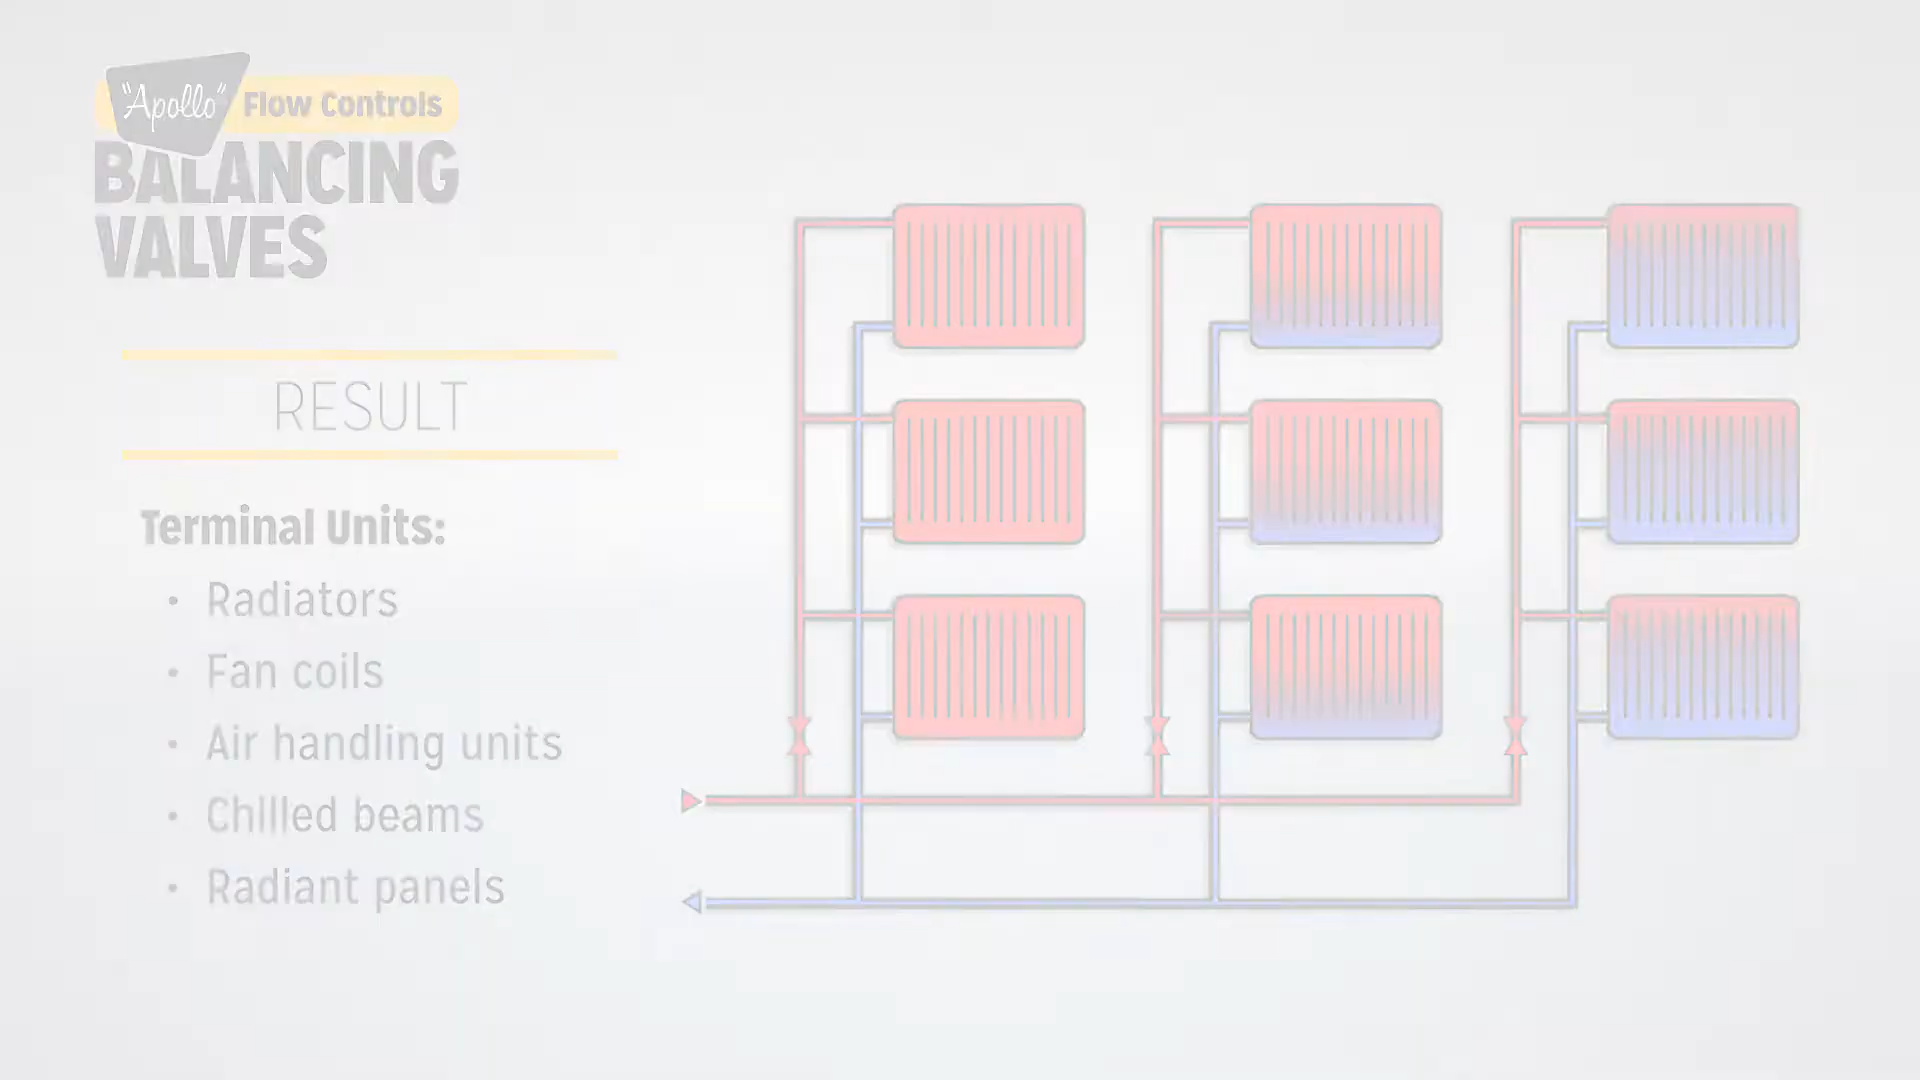 "Apollo" Flow Controls
BALANCING
VALVES
RESULT
Terminal Units:
• Radiators
• Fan coils
• Air handling units
• Chilled beams
• Radiant panels